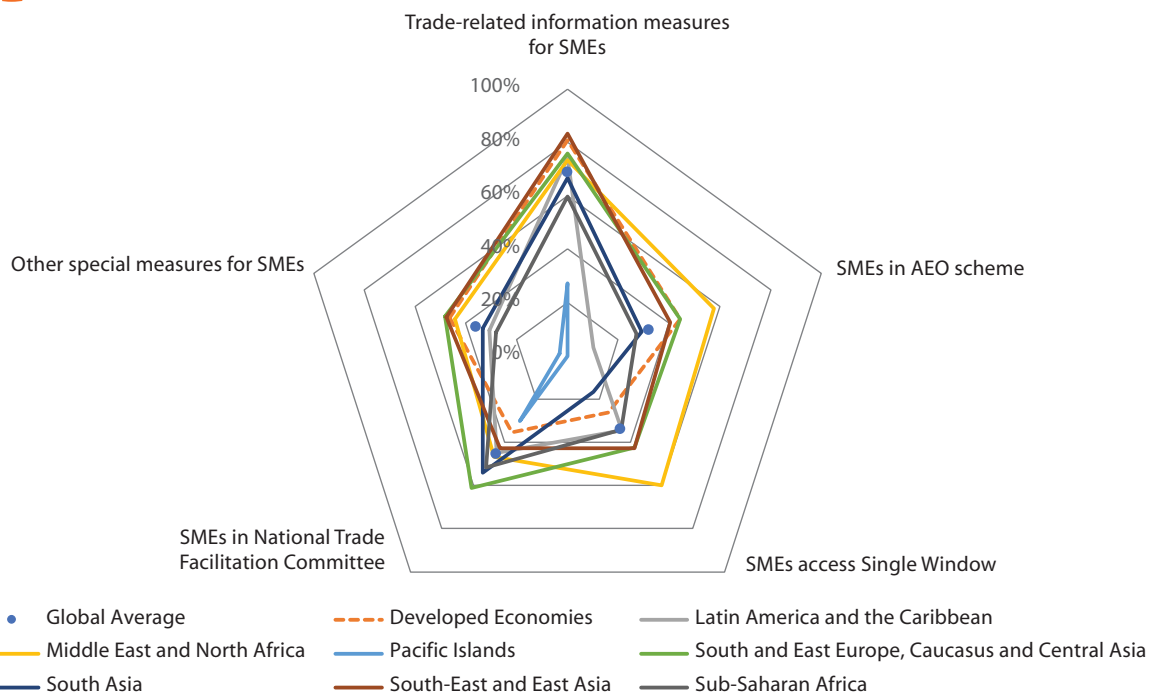 Trade-related information measures
for SMEs
100%
80%
60%
40%
20%
0%
Other special measures for SMEs
SMEs in AEO scheme
SMEs in National Trade
Facilitation Committee
SMEs access Single Window
Global Average
Developed Economies
Latin America and the Caribbean
Middle East and North Africa
Pacific Islands
South and East Europe, Caucasus and Central Asia
South Asia
South-East and East Asia
Sub-Saharan Africa